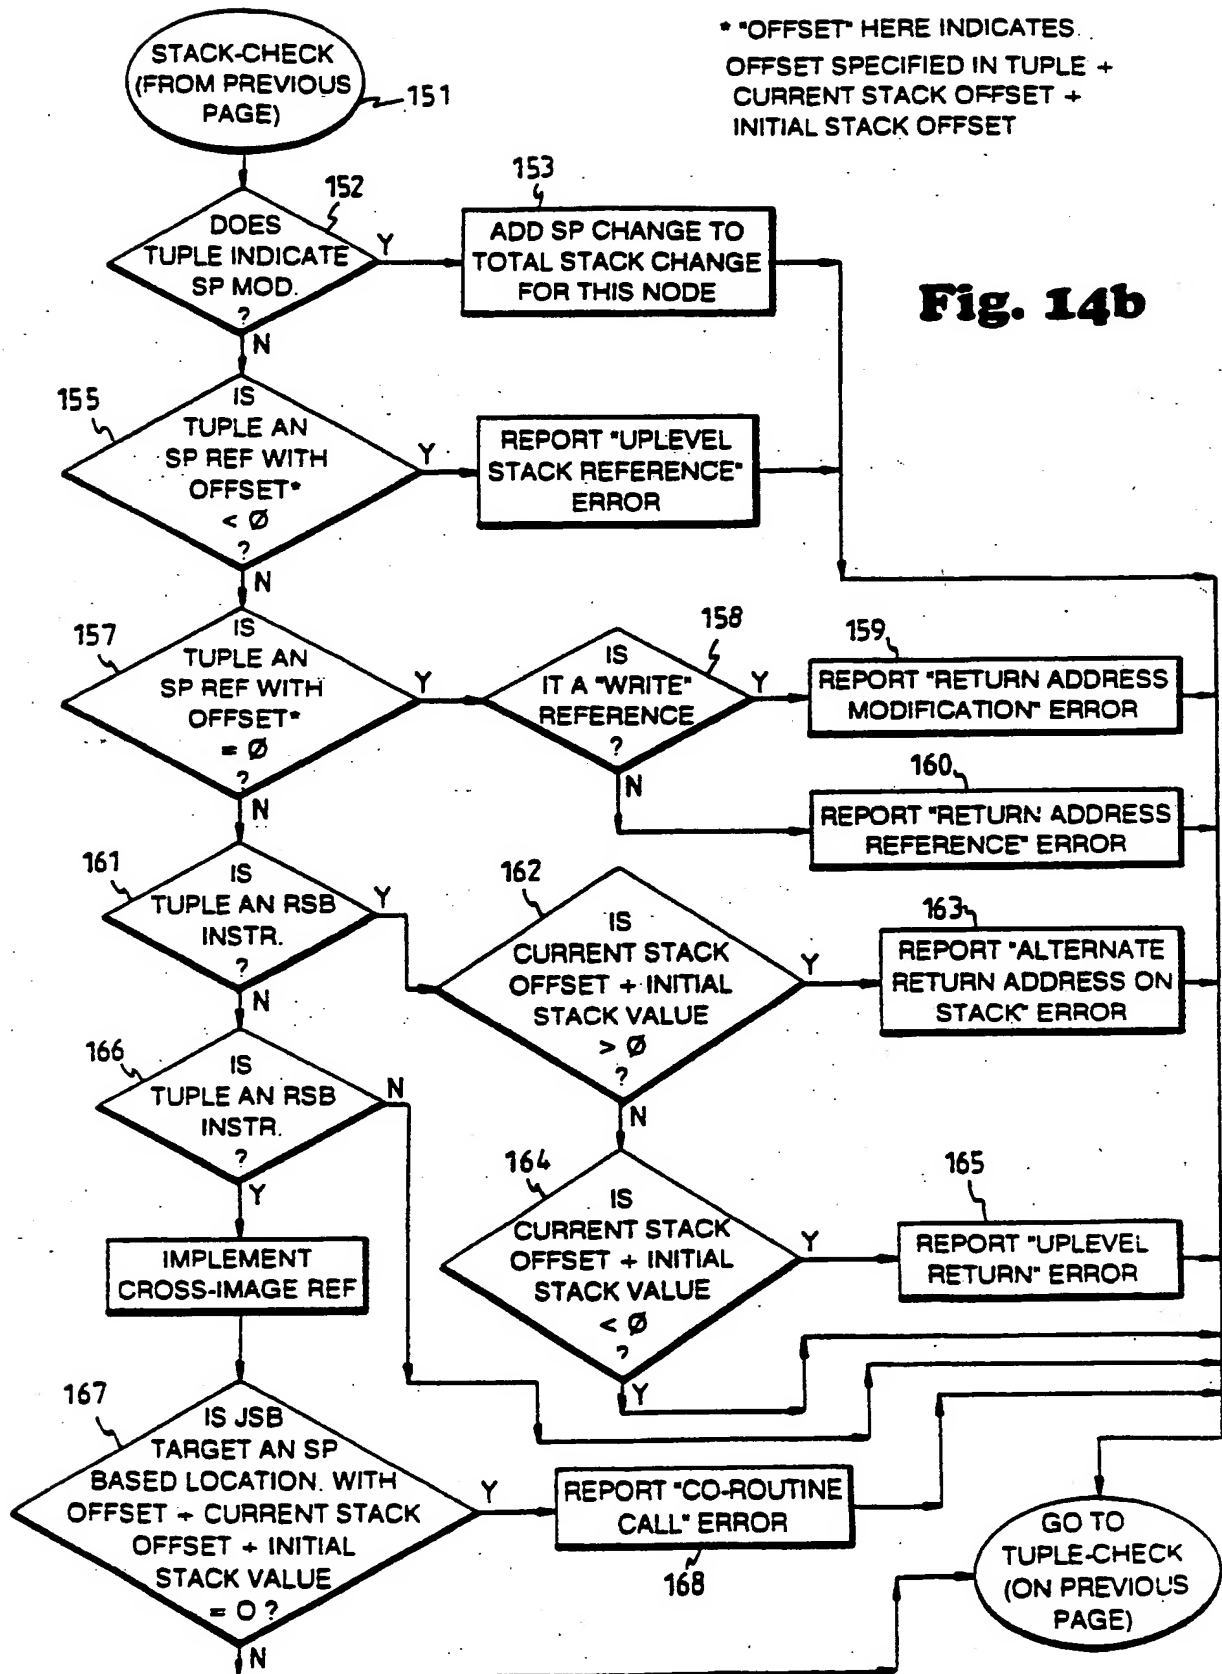 * "OFFSET" HERE INDICATES
OFFSET SPECIFIED IN TUPLE +
CURRENT STACK OFFSET +
INITIAL STACK OFFSET
STACK-CHECK
(FROM PREVIOUS
PAGE)
151
152
DOES
TUPLE INDICATE
SP MOD.
?
Y
N
153
ADD SP CHANGE TO
TOTAL STACK CHANGE
FOR THIS NODE
Fig. 14b
155
IS
TUPLE AN
SP REF WITH
OFFSET*
< Ø
?
Y
N
REPORT "UPLEVEL
STACK REFERENCE"
ERROR
157
IS
TUPLE AN
SP REF WITH
OFFSET*
= Ø
?
Y
N
158
IS
IT A "WRITE"
REFERENCE
?
Y
N
159
REPORT "RETURN ADDRESS
MODIFICATION" ERROR
160
REPORT "RETURN ADDRESS
REFERENCE" ERROR
161
IS
TUPLE AN RSB
INSTR.
?
Y
N
162
IS
CURRENT STACK
OFFSET + INITIAL
STACK VALUE
> Ø
?
Y
N
163
REPORT "ALTERNATE
RETURN ADDRESS ON
STACK" ERROR
166
IS
TUPLE AN RSB
INSTR.
?
N
Y
164
IS
CURRENT STACK
OFFSET + INITIAL
STACK VALUE
< Ø
?
Y
Y
165
REPORT "UPLEVEL
RETURN" ERROR
IMPLEMENT
CROSS-IMAGE REF
167
IS JSB
TARGET AN SP
BASED LOCATION. WITH
OFFSET + CURRENT STACK
OFFSET + INITIAL
STACK VALUE
= 0 ?
Y
N
REPORT "CO-ROUTINE
CALL" ERROR
168
GO TO
TUPLE-CHECK
(ON PREVIOUS
PAGE)